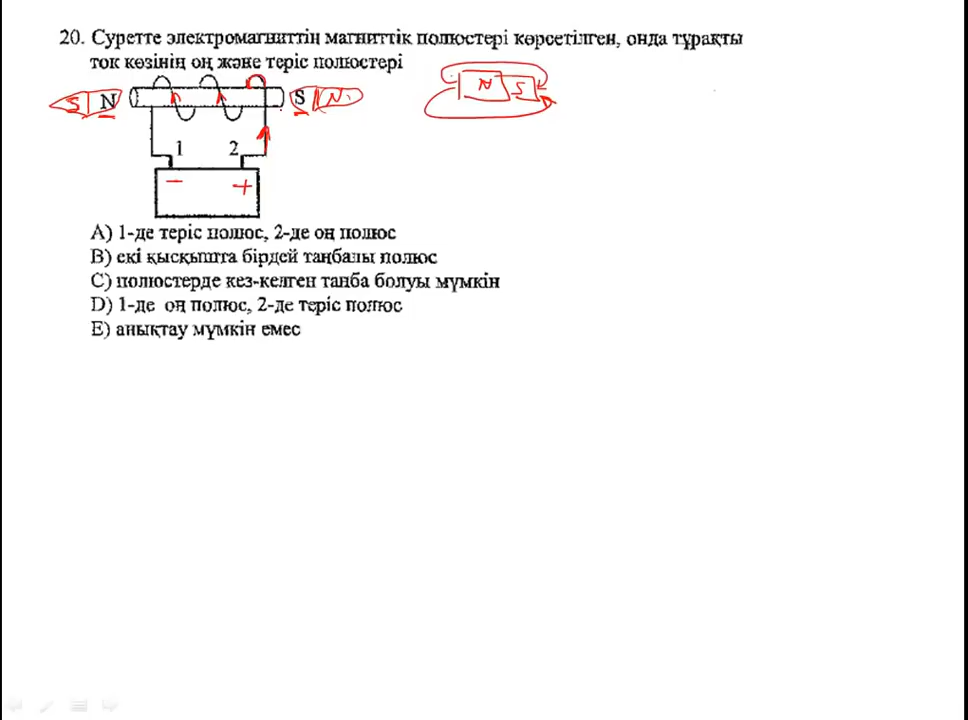 20. Суретте электромагниттің магниттік полюстері көрсетілген, онда тұрақты
ток көзінің оң және теріс полюстері
S N S N
N S
1 2
− +
A) 1-де теріс полюс, 2-де оң полюс
B) екі қысқышта бірдей таңбалы полюс
C) полюстерде кез-келген таңба болуы мүмкін
D) 1-де оң полюс, 2-де теріс полюс
E) анықтау мүмкін емес